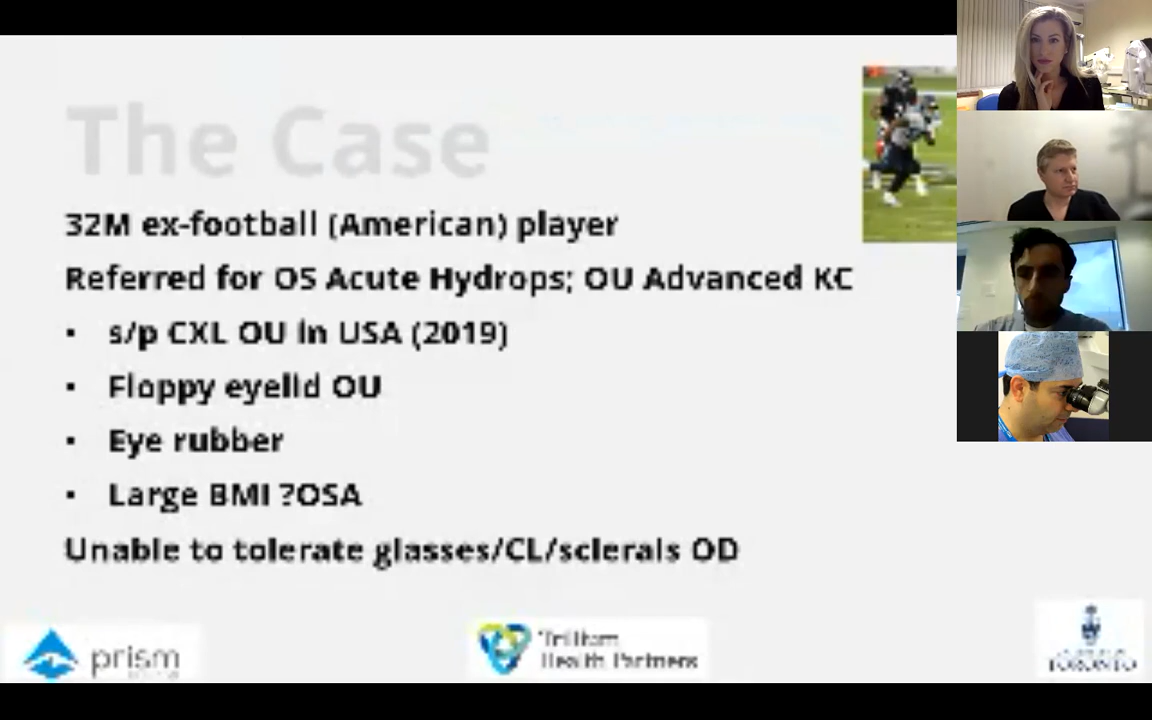 The Case
32M ex-football (American) player
Referred for OS Acute Hydrops; OU Advanced KC
• s/p CXL OU in USA (2019)
• Floppy eyelid OU
• Eye rubber
• Large BMI ?OSA
Unable to tolerate glasses/CL/sclerals OD
prism
Trillium
Health Partners
TORONTO